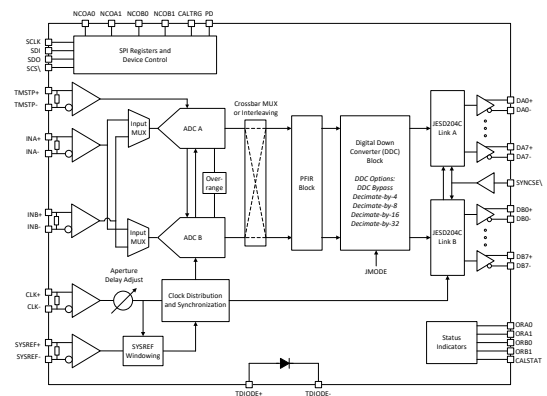 NCOA0 NCOA1 NCOB0 NCOB1 CALTRG PD
SCLK
SDI
SDO
SCS\
SPI Registers and
Device Control
TMSTP+
TMSTP-
INA+
INA-
Input
MUX
ADC A
Crossbar MUX
or Interleaving
Over-
range
INB+
INB-
Input
MUX
ADC B
PFIR
Block
Digital Down
Converter (DDC)
Block
DDC Options:
DDC Bypass
Decimate-by-4
Decimate-by-8
Decimate-by-16
Decimate-by-32
JMODE
JESD204C
Link A
DA0+
DA0-
DA7+
DA7-
SYNCSE\
JESD204C
Link B
DB0+
DB0-
DB7+
DB7-
Aperture
Delay Adjust
CLK+
CLK-
Clock Distribution
and Synchronization
SYSREF+
SYSREF-
SYSREF
Windowing
Status
Indicators
ORA0
ORA1
ORB0
ORB1
CALSTAT
TDIODE+
TDIODE-